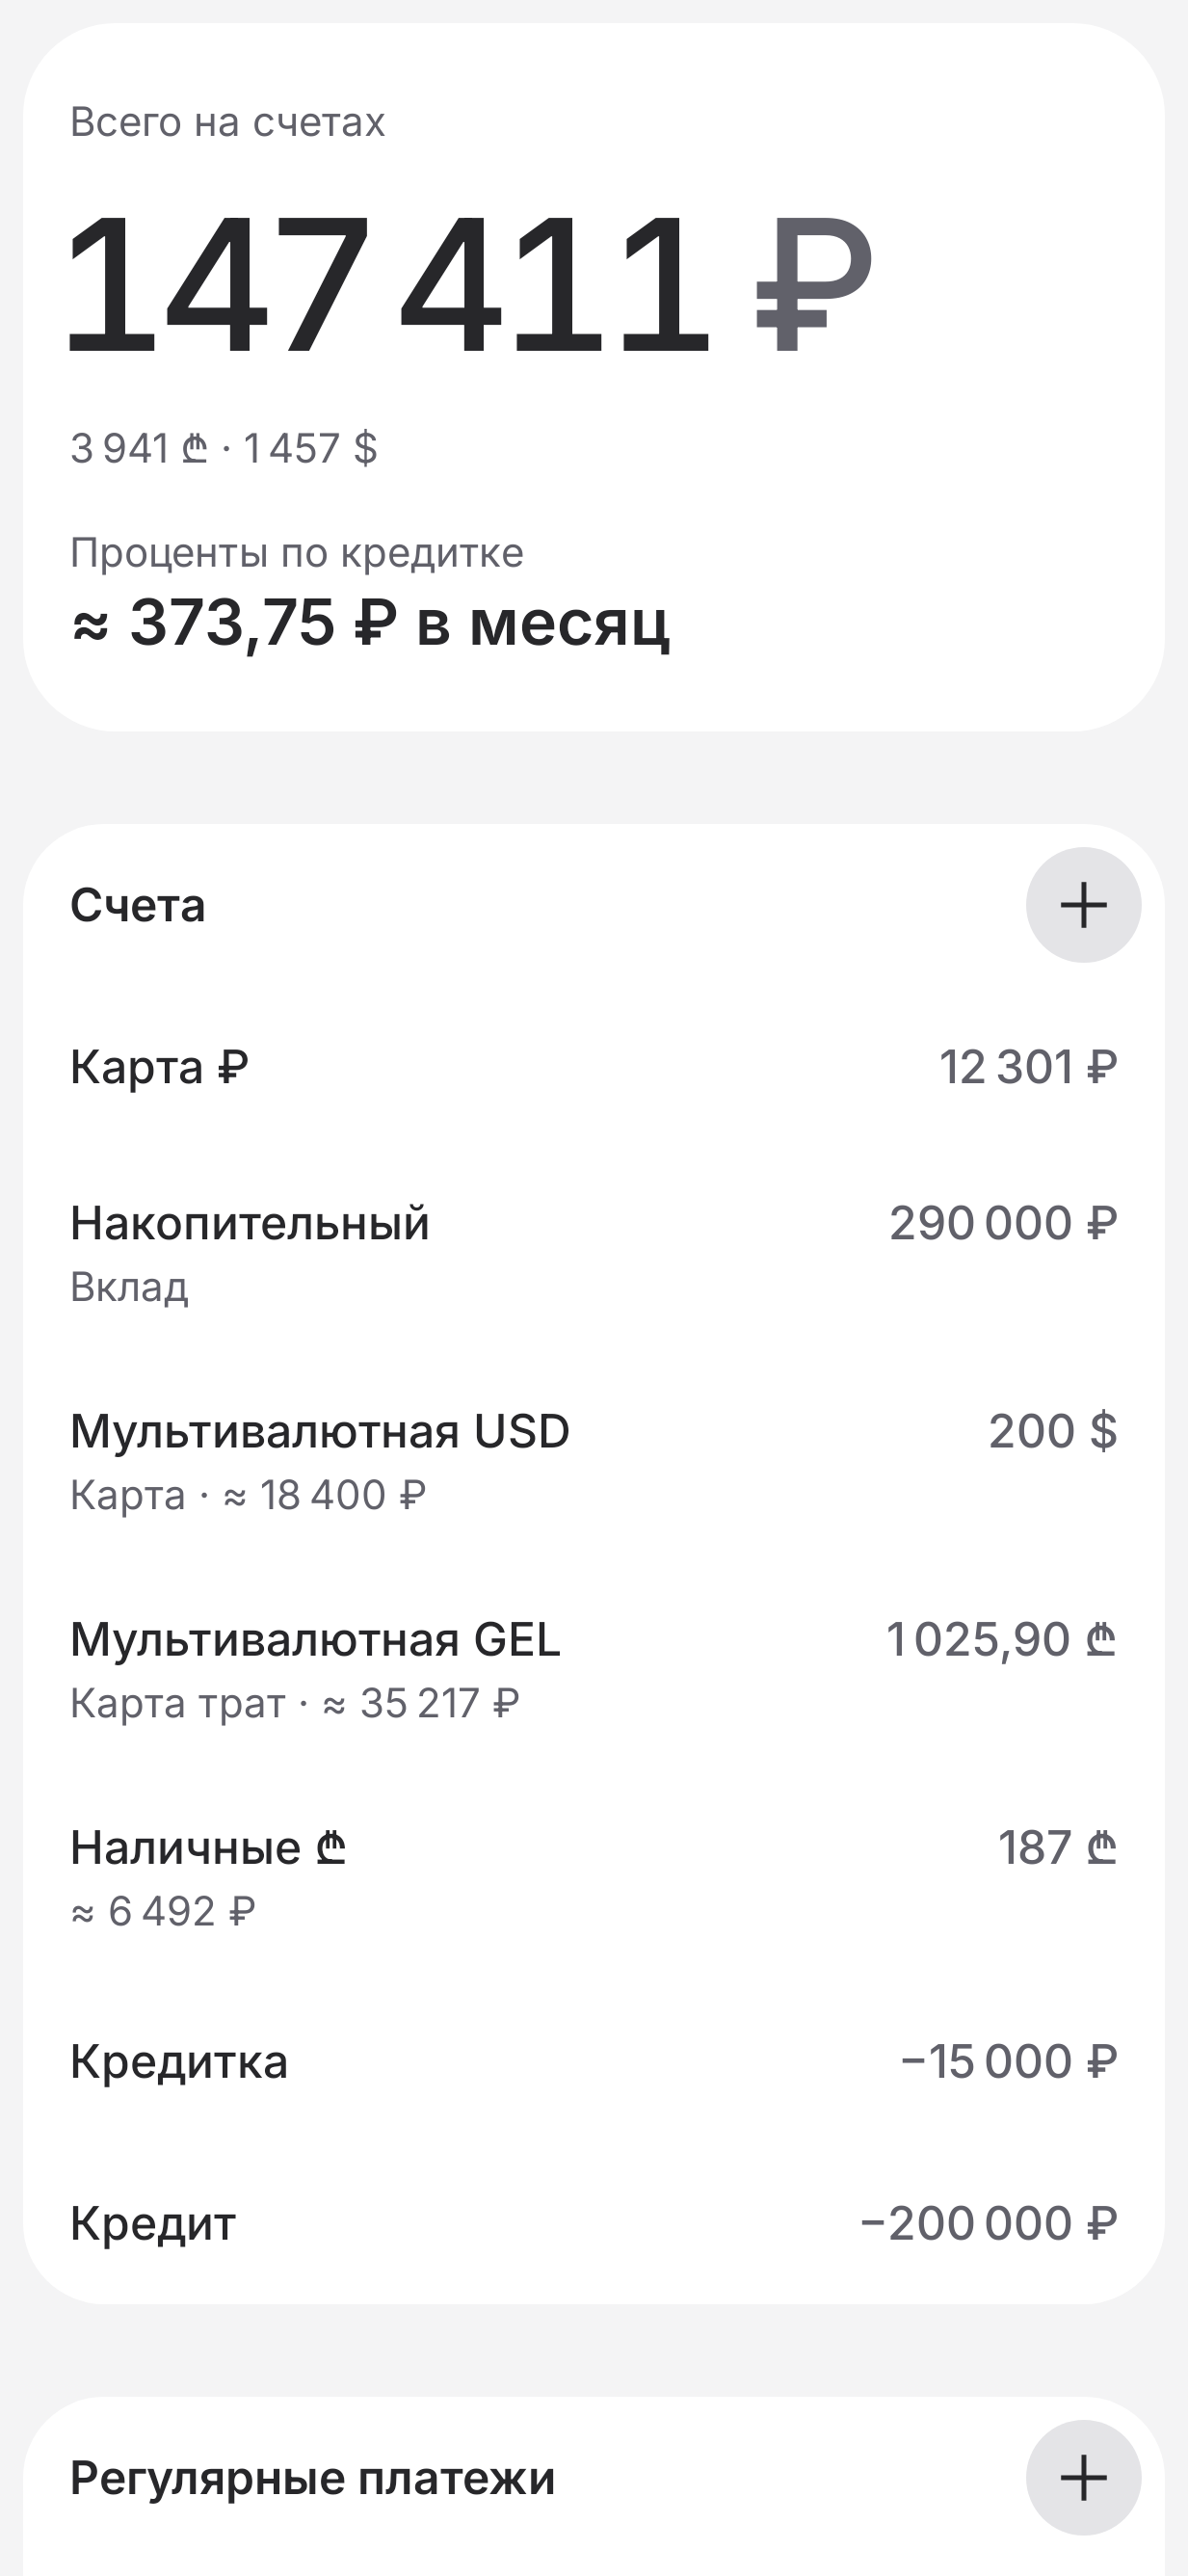 Всего на счетах
147 411 ₽
3 941 ₾ · 1 457 $
Проценты по кредитке
≈ 373,75 ₽ в месяц
Счета
Карта ₽ 12 301 ₽
Накопительный 290 000 ₽
Вклад
Мультивалютная USD 200 $
Карта · ≈ 18 400 ₽
Мультивалютная GEL 1 025,90 ₾
Карта трат · ≈ 35 217 ₽
Наличные ₾ 187 ₾
≈ 6 492 ₽
Кредитка −15 000 ₽
Кредит −200 000 ₽
Регулярные платежи